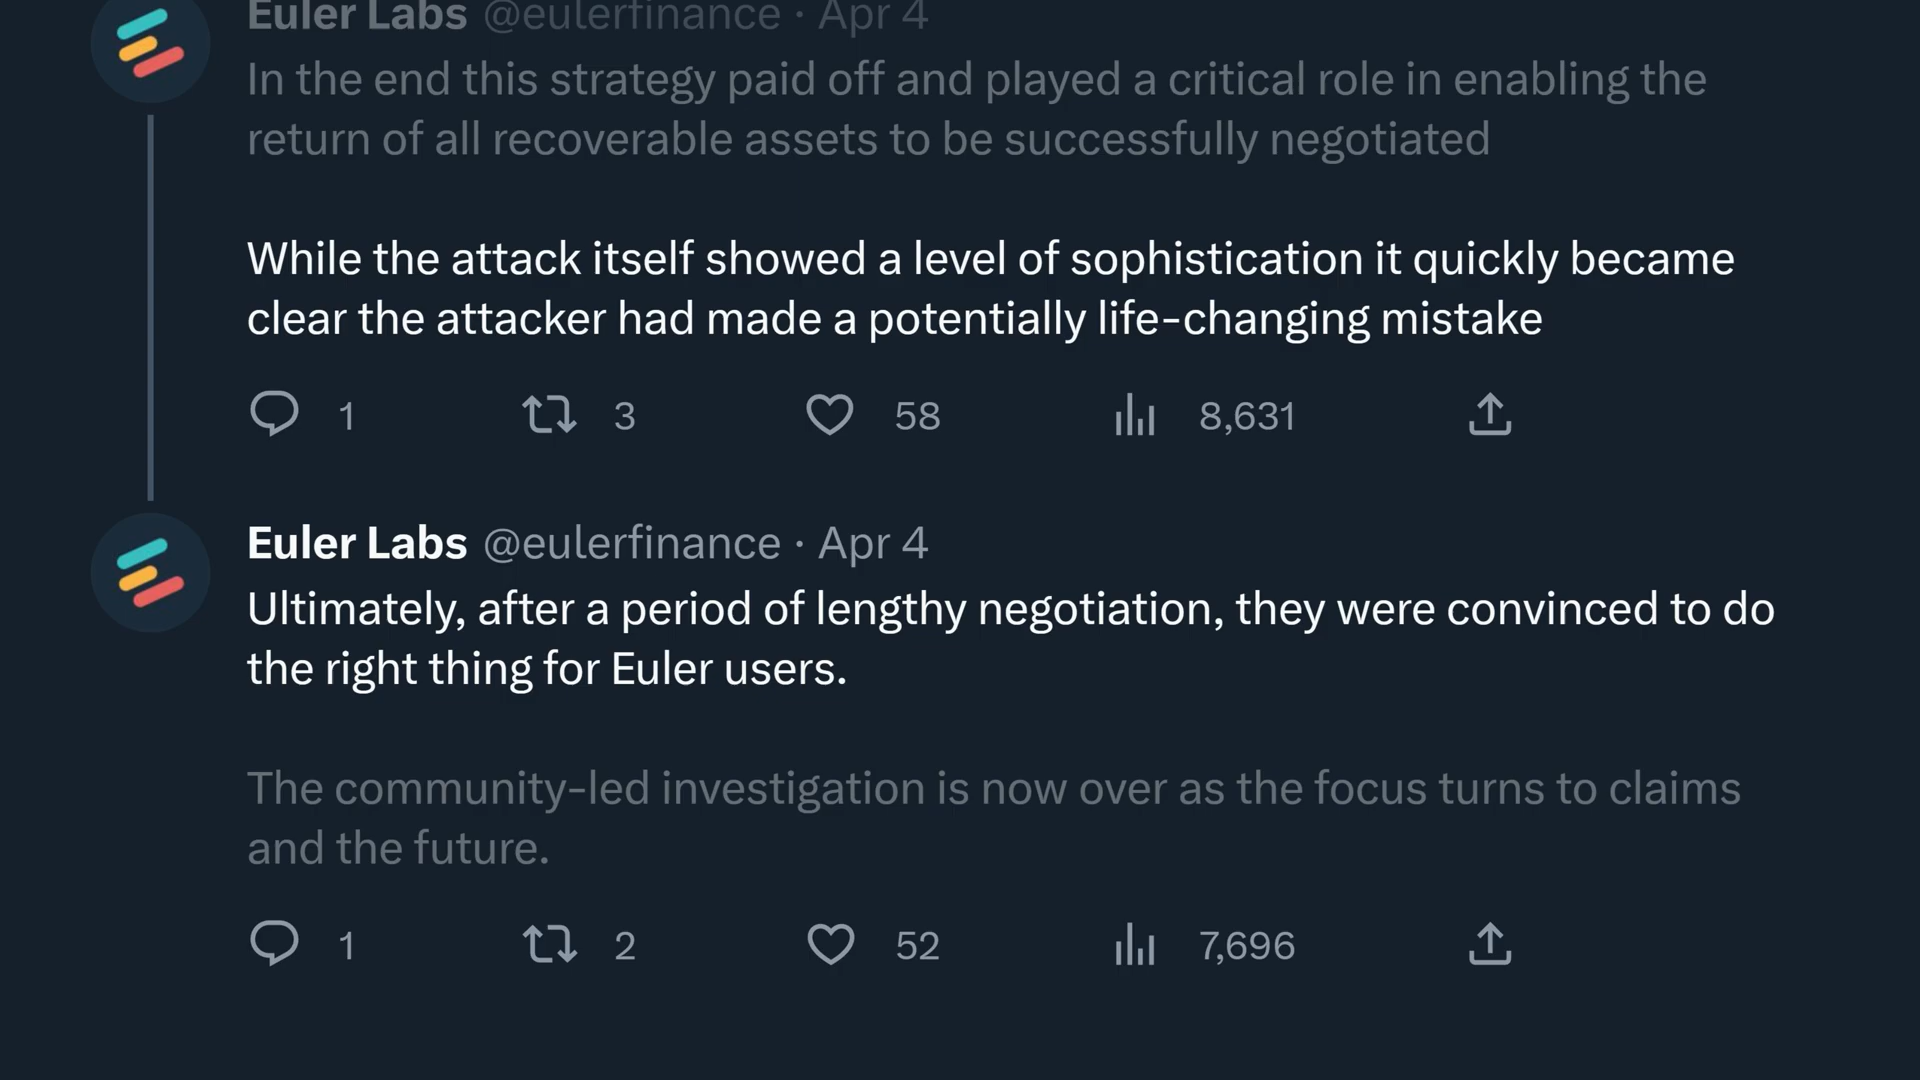 Euler Labs @eulerfinance · Apr 4
In the end this strategy paid off and played a critical role in enabling the
return of all recoverable assets to be successfully negotiated
While the attack itself showed a level of sophistication it quickly became
clear the attacker had made a potentially life-changing mistake
1 3 58 8,631
Euler Labs @eulerfinance · Apr 4
Ultimately, after a period of lengthy negotiation, they were convinced to do
the right thing for Euler users.
The community-led investigation is now over as the focus turns to claims
and the future.
1 2 52 7,696